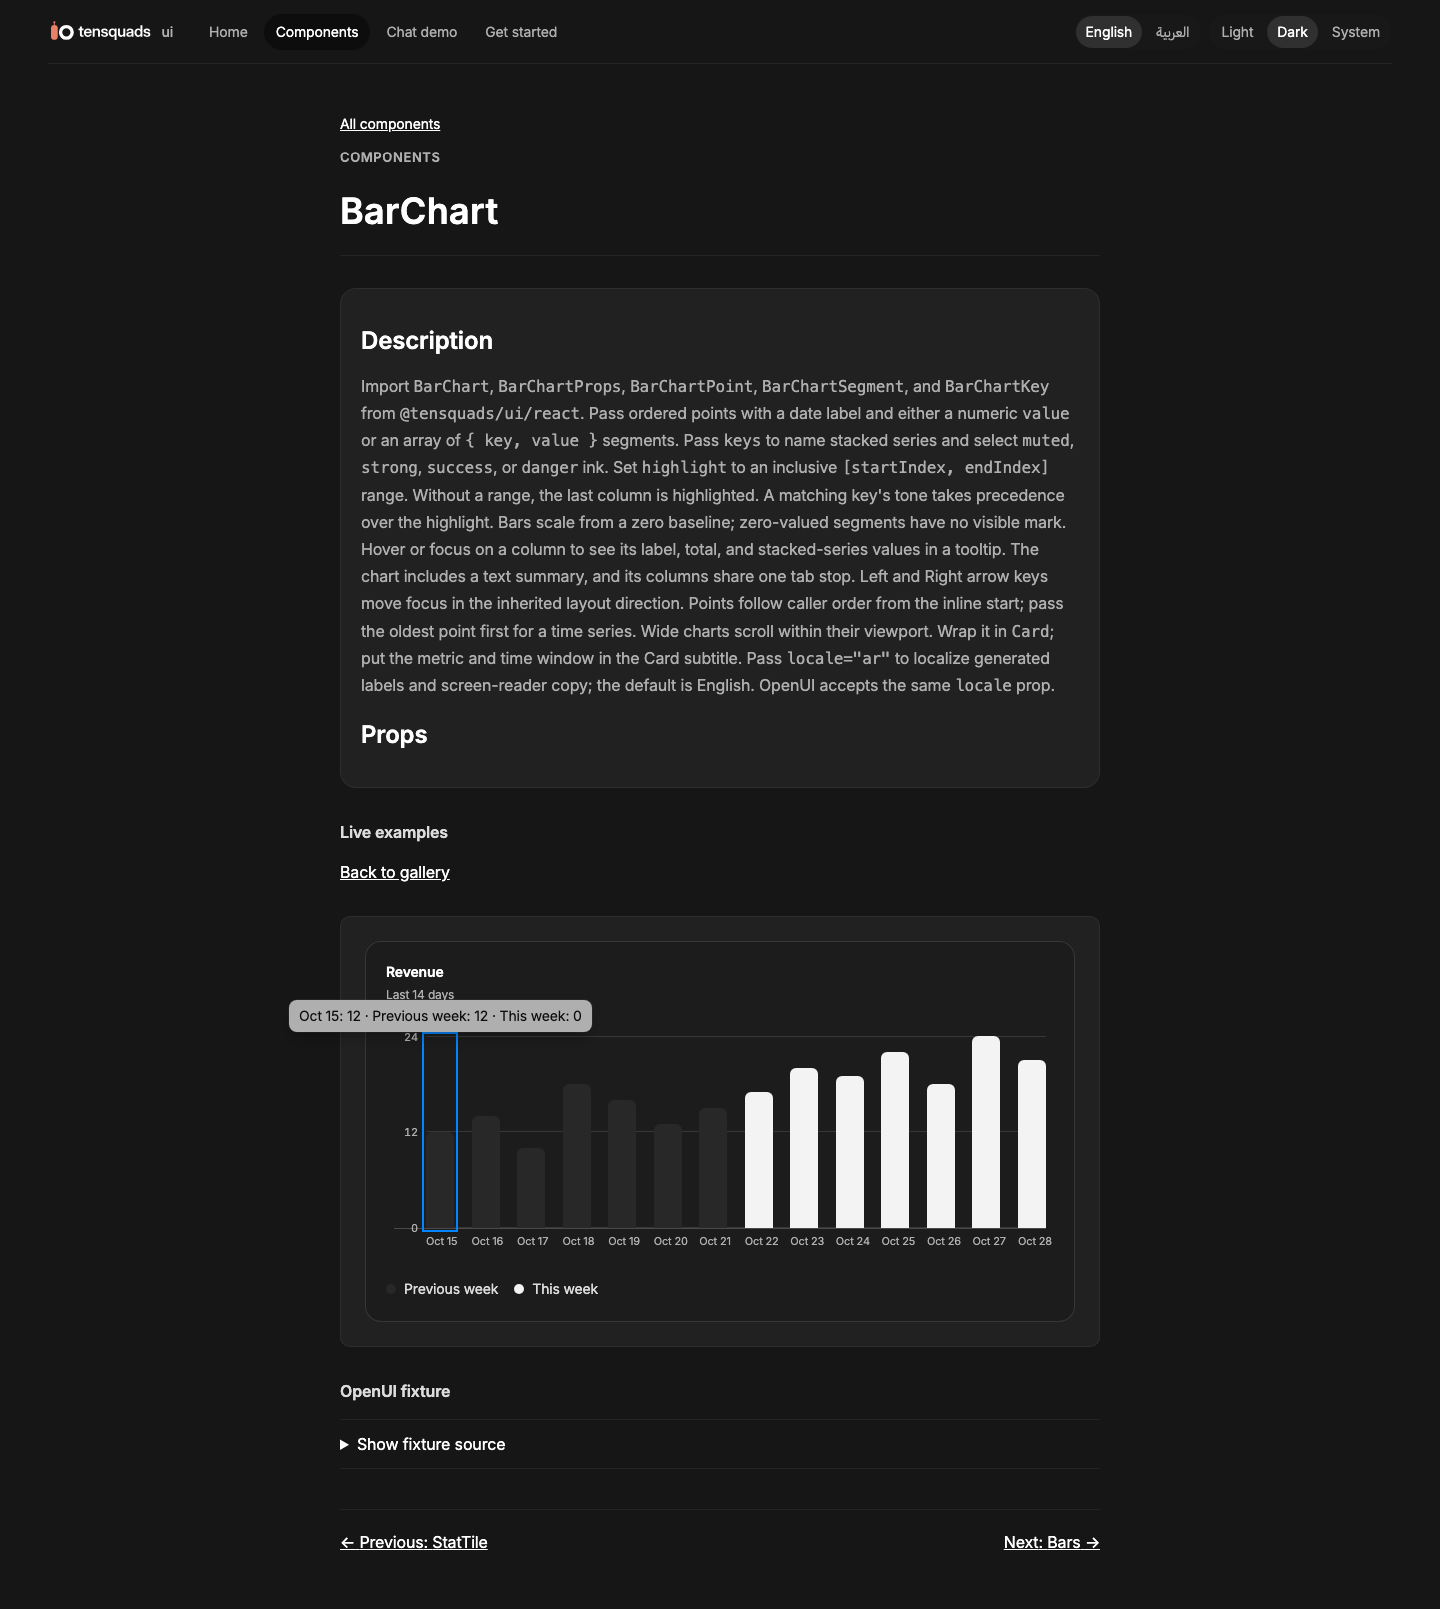 tensquads ui Home Components Chat demo Get started English العربية Light Dark System
All components
COMPONENTS
BarChart
Description
Import BarChart, BarChartProps, BarChartPoint, BarChartSegment, and BarChartKey
from @tensquads/ui/react. Pass ordered points with a date label and either a numeric value
or an array of { key, value } segments. Pass keys to name stacked series and select muted,
strong, success, or danger ink. Set highlight to an inclusive [startIndex, endIndex]
range. Without a range, the last column is highlighted. A matching key's tone takes precedence
over the highlight. Bars scale from a zero baseline; zero-valued segments have no visible mark.
Hover or focus on a column to see its label, total, and stacked-series values in a tooltip. The
chart includes a text summary, and its columns share one tab stop. Left and Right arrow keys
move focus in the inherited layout direction. Points follow caller order from the inline start; pass
the oldest point first for a time series. Wide charts scroll within their viewport. Wrap it in Card;
put the metric and time window in the Card subtitle. Pass locale="ar" to localize generated
labels and screen-reader copy; the default is English. OpenUI accepts the same locale prop.
Props
Live examples
Back to gallery
Revenue
Last 14 days
Oct 15: 12 · Previous week: 12 · This week: 0
24
12
0
Oct 15 Oct 16 Oct 17 Oct 18 Oct 19 Oct 20 Oct 21 Oct 22 Oct 23 Oct 24 Oct 25 Oct 26 Oct 27 Oct 28
Previous week This week
OpenUI fixture
▶ Show fixture source
← Previous: StatTile Next: Bars →